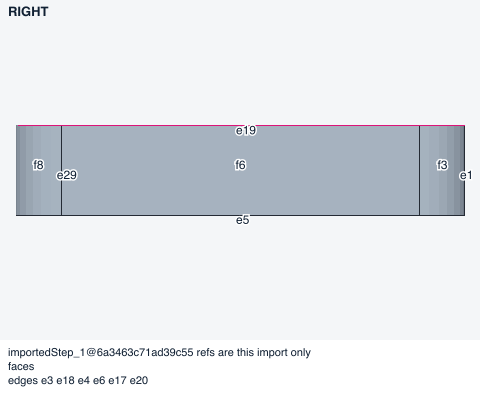 RIGHT
e19
f8
f6
f3
e29
e1
e5
importedStep_1@6a3463c71ad39c55 refs are this import only
faces
edges e3 e18 e4 e6 e17 e20